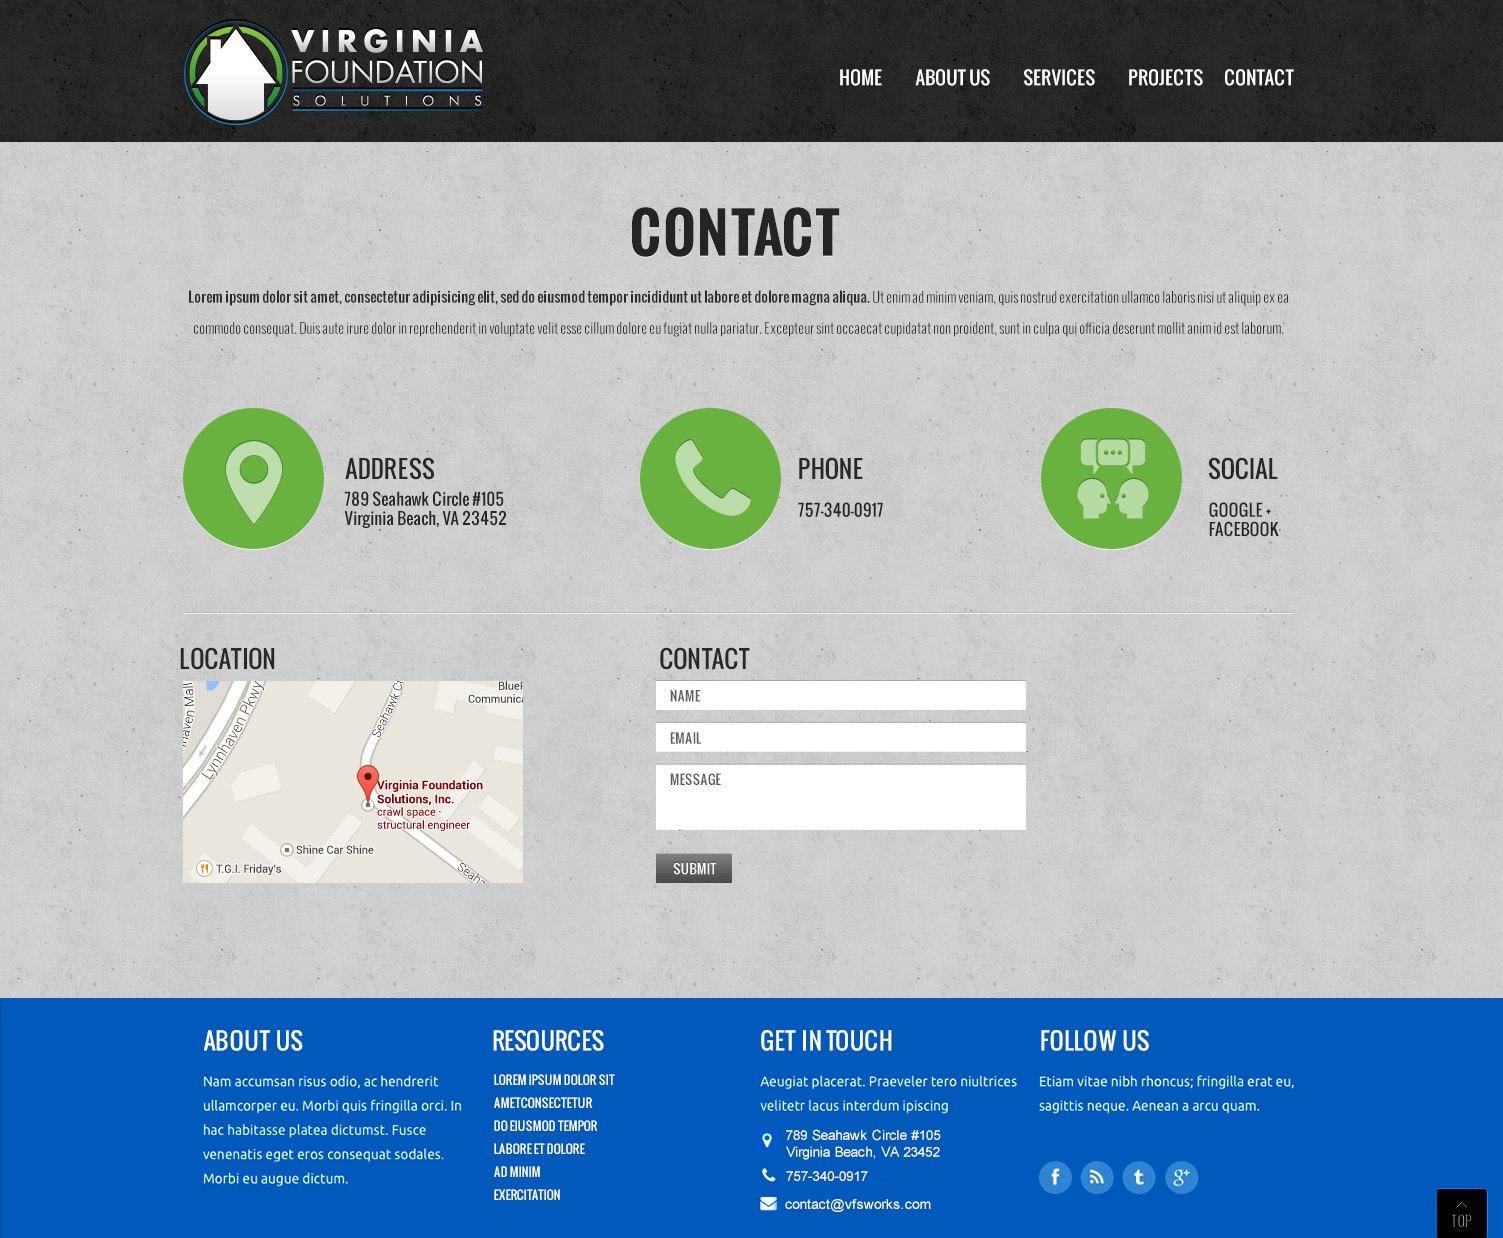 VIRGINIA
FOUNDATION
SOLUTIONS
HOME ABOUT US SERVICES PROJECTS CONTACT
CONTACT
Lorem ipsum dolor sit amet, consectetur adipisicing elit, sed do eiusmod tempor incididunt ut labore et dolore magna aliqua. Ut enim ad minim veniam, quis nostrud exercitation ullamco laboris nisi ut aliquip ex ea
commodo consequat. Duis aute irure dolor in reprehenderit in voluptate velit esse cillum dolore eu fugiat nulla pariatur. Excepteur sint occaecat cupidatat non proident, sunt in culpa qui officia deserunt mollit anim id est laborum.
ADDRESS
789 Seahawk Circle #105
Virginia Beach, VA 23452
PHONE
757-340-0917
SOCIAL
GOOGLE +
FACEBOOK
LOCATION
haven Mall
Lynnhaven Pkwy
Seahawk C
BlueF
Communica
Virginia Foundation
Solutions, Inc.
crawl space ·
structural engineer
Shine Car Shine
T.G.I. Friday's
Seaha
CONTACT
NAME
EMAIL
MESSAGE
SUBMIT
ABOUT US
Nam accumsan risus odio, ac hendrerit
ullamcorper eu. Morbi quis fringilla orci. In
hac habitasse platea dictumst. Fusce
venenatis eget eros consequat sodales.
Morbi eu augue dictum.
RESOURCES
LOREM IPSUM DOLOR SIT
AMETCONSECTETUR
DO EIUSMOD TEMPOR
LABORE ET DOLORE
AD MINIM
EXERCITATION
GET IN TOUCH
Aeugiat placerat. Praeveler tero niultrices
velitetr lacus interdum ipiscing
789 Seahawk Circle #105
Virginia Beach, VA 23452
757-340-0917
contact@vfsworks.com
FOLLOW US
Etiam vitae nibh rhoncus; fringilla erat eu,
sagittis neque. Aenean a arcu quam.
f t g+
TOP